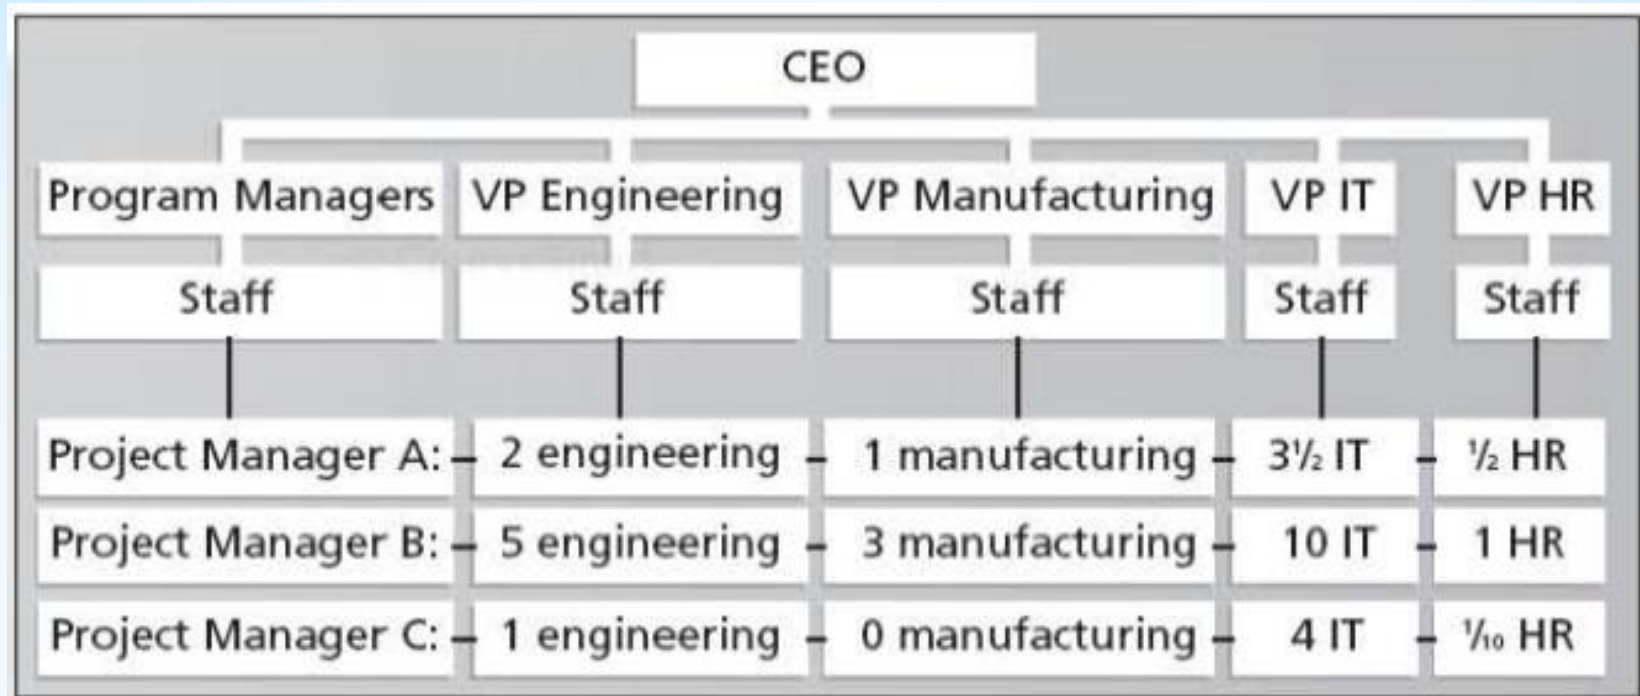 CEO
Program Managers VP Engineering VP Manufacturing VP IT VP HR
Staff Staff Staff Staff Staff
Project Manager A: 2 engineering 1 manufacturing 3½ IT ½ HR
Project Manager B: 5 engineering 3 manufacturing 10 IT 1 HR
Project Manager C: 1 engineering 0 manufacturing 4 IT ⅒ HR